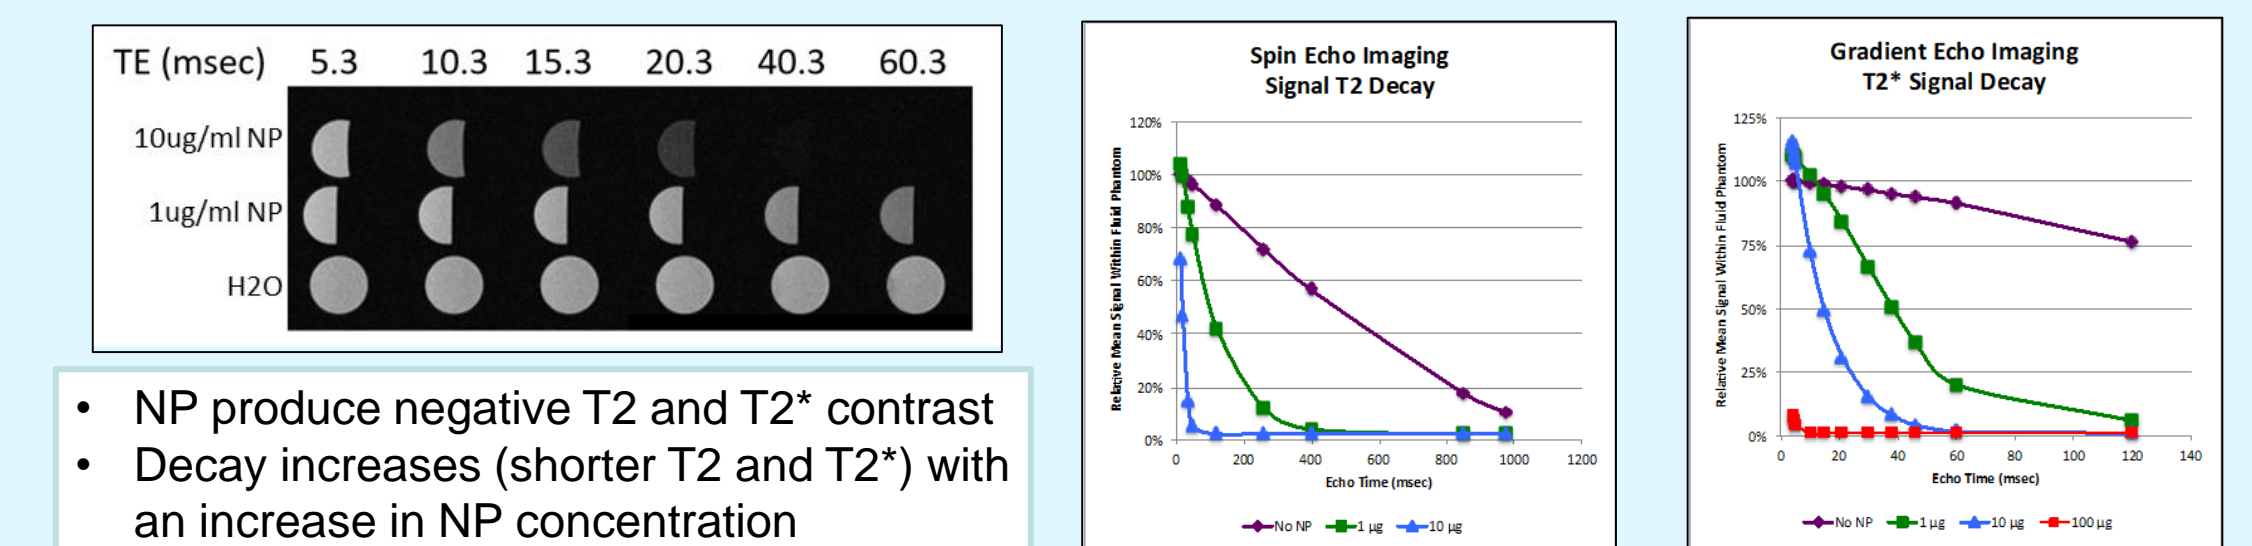 TE (msec) 5.3 10.3 15.3 20.3 40.3 60.3
10ug/ml NP
1ug/ml NP
H2O
• NP produce negative T2 and T2* contrast
• Decay increases (shorter T2 and T2*) with
an increase in NP concentration
Spin Echo Imaging
Signal T2 Decay
Relative Mean Signal Within Fluid Phantom
120%
100%
80%
60%
40%
20%
0%
0 200 400 600 800 1000 1200
Echo Time (msec)
No NP 1 µg 10 µg
Gradient Echo Imaging
T2* Signal Decay
Relative Mean Signal Within Fluid Phantom
125%
100%
75%
50%
25%
0%
0 20 40 60 80 100 120 140
Echo Time (msec)
No NP 1 µg 10 µg 100 µg